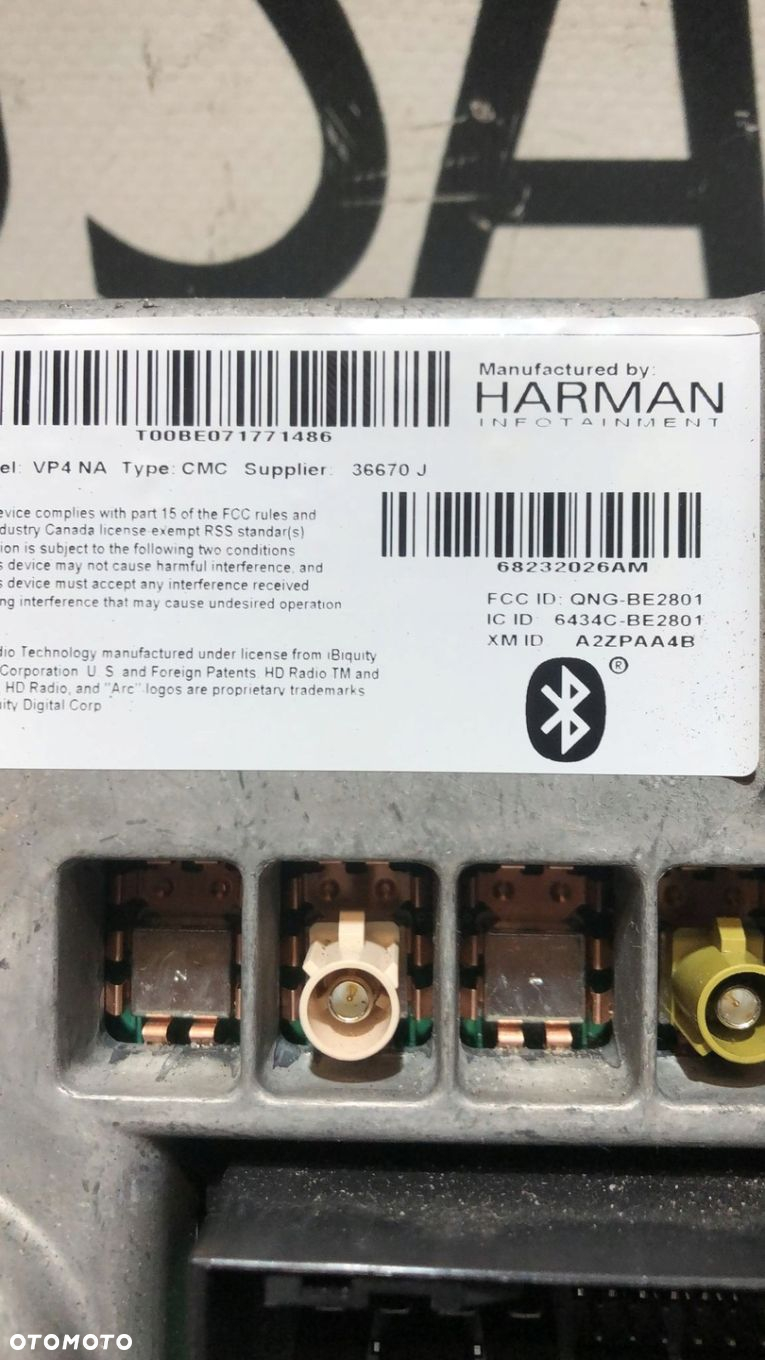 SA
Manufactured by:
HARMAN
INFOTAINMENT
T00BE071771486
el: VP4 NA Type: CMC Supplier: 36670 J
evice complies with part 15 of the FCC rules and
ndustry Canada license-exempt RSS standar(s)
ion is subject to the following two conditions
s device may not cause harmful interference, and
s device must accept any interference received
ng interference that may cause undesired operation
68232026AM
FCC ID: QNG-BE2801
IC ID: 6434C-BE2801
XM ID: A2ZPAA4B
dio Technology manufactured under license from iBiquity
Corporation U.S. and Foreign Patents. HD Radio TM and
HD Radio, and "Arc" logos are proprietary trademarks
uity Digital Corp
®
OTOMOTO